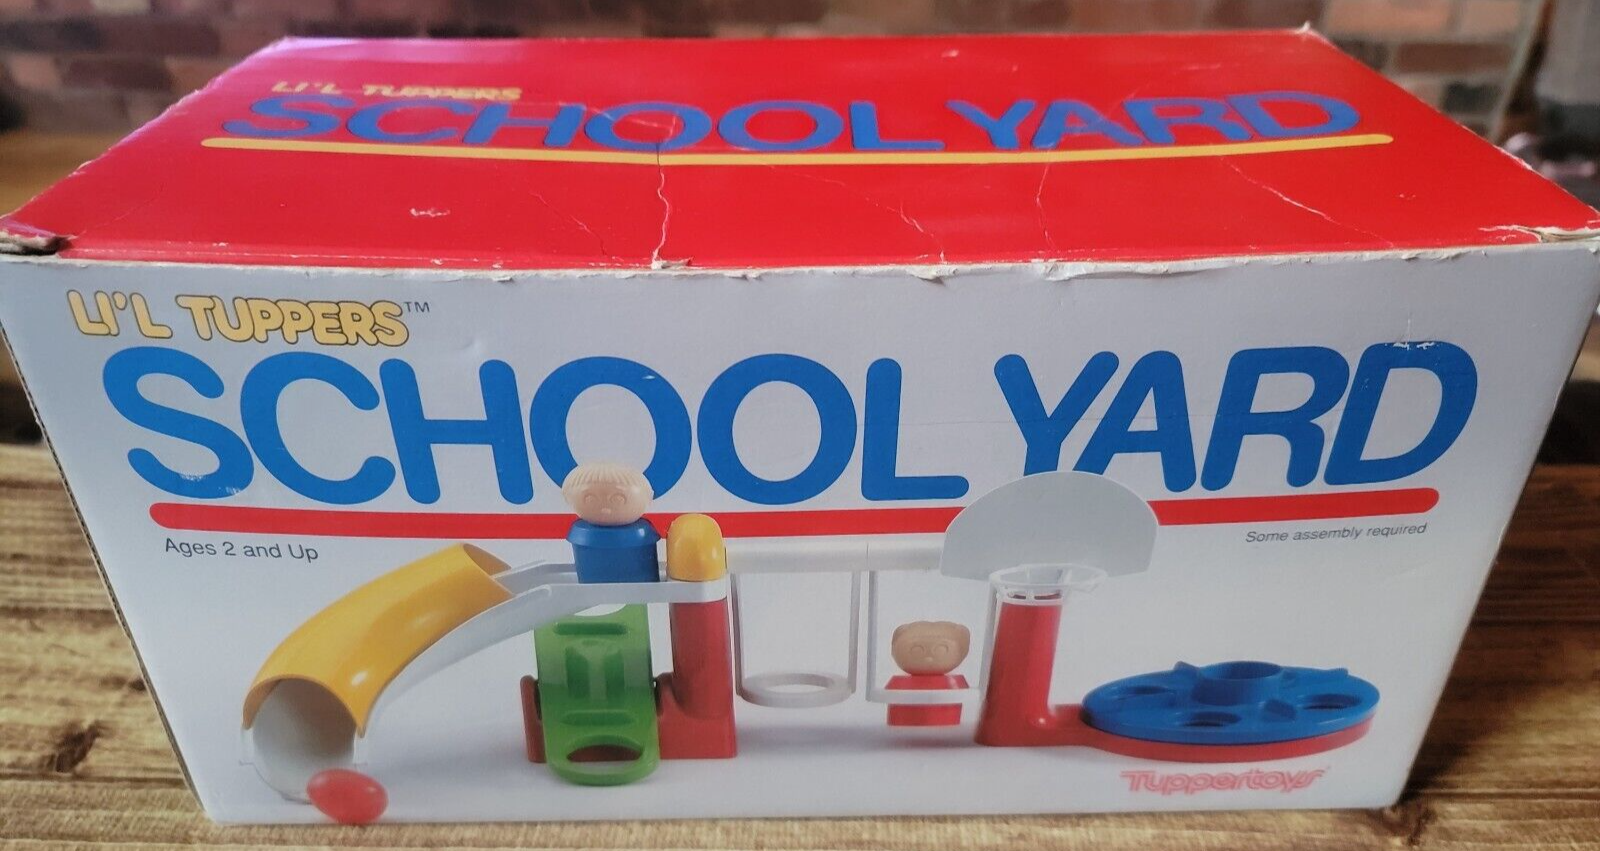 LI'L TUPPERS
SCHOOL YARD
LI'L TUPPERS™
SCHOOL YARD
Ages 2 and Up
Some assembly required
Tuppertoys